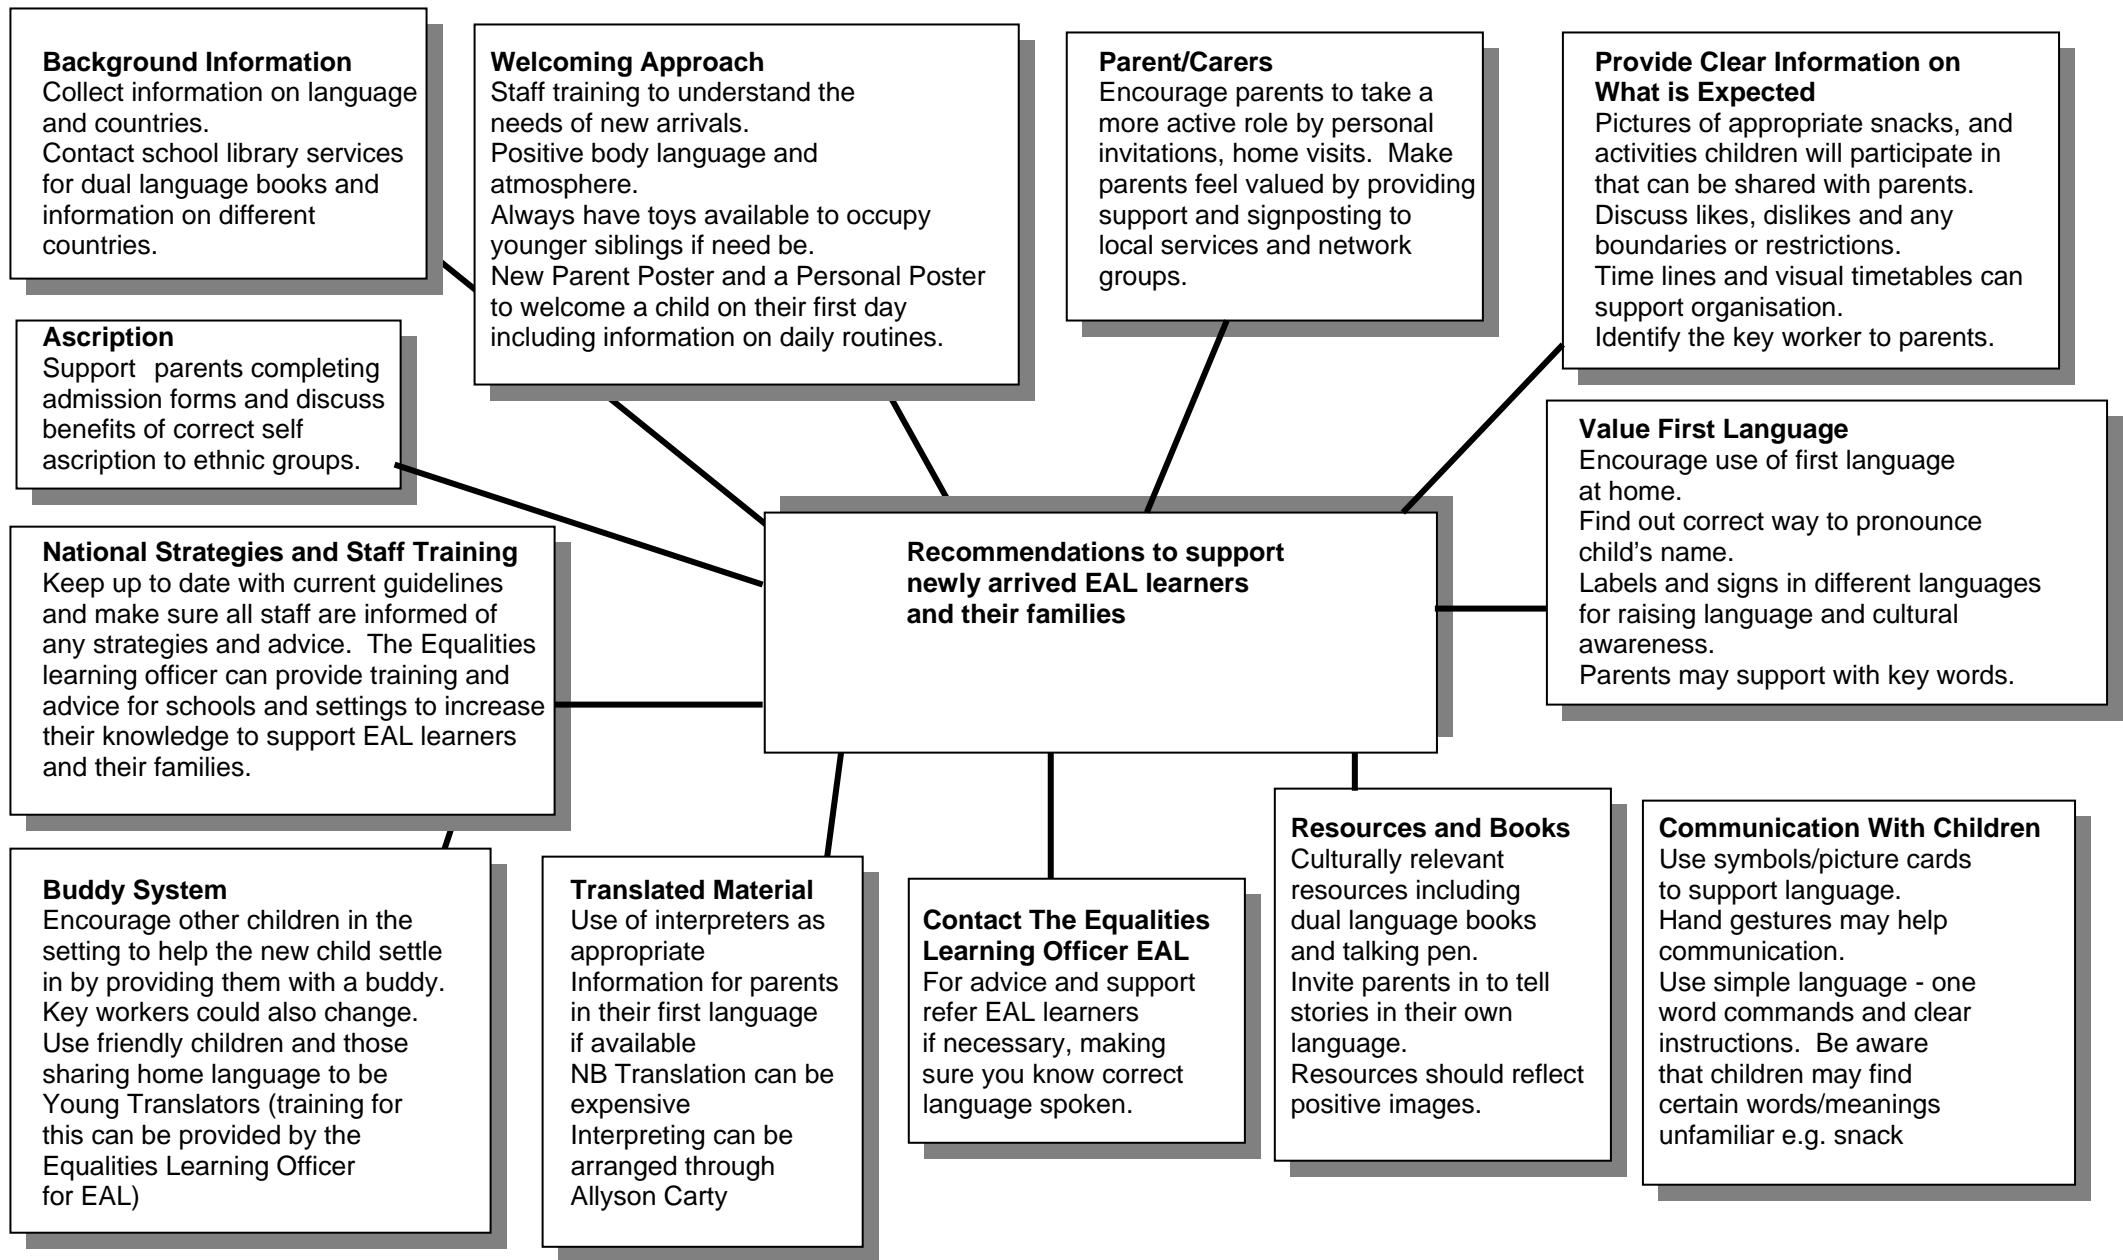 Background Information
Collect information on language
and countries.
Contact school library services
for dual language books and
information on different
countries.
Welcoming Approach
Staff training to understand the
needs of new arrivals.
Positive body language and
atmosphere.
Always have toys available to occupy
younger siblings if need be.
New Parent Poster and a Personal Poster
to welcome a child on their first day
including information on daily routines.
Parent/Carers
Encourage parents to take a
more active role by personal
invitations, home visits.  Make
parents feel valued by providing
support and signposting to
local services and network
groups.
Provide Clear Information on
What is Expected
Pictures of appropriate snacks, and
activities children will participate in
that can be shared with parents.
Discuss likes, dislikes and any
boundaries or restrictions.
Time lines and visual timetables can
support organisation.
Identify the key worker to parents.
Ascription
Support  parents completing
admission forms and discuss
benefits of correct self
ascription to ethnic groups.
Value First Language
Encourage use of first language
at home.
Find out correct way to pronounce
child's name.
Labels and signs in different languages
for raising language and cultural
awareness.
Parents may support with key words.
National Strategies and Staff Training
Keep up to date with current guidelines
and make sure all staff are informed of
any strategies and advice.  The Equalities
learning officer can provide training and
advice for schools and settings to increase
their knowledge to support EAL learners
and their families.
Recommendations to support
newly arrived EAL learners
and their families
Buddy System
Encourage other children in the
setting to help the new child settle
in by providing them with a buddy.
Key workers could also change.
Use friendly children and those
sharing home language to be
Young Translators (training for
this can be provided by the
Equalities Learning Officer
for EAL)
Translated Material
Use of interpreters as
appropriate
Information for parents
in their first language
if available
NB Translation can be
expensive
Interpreting can be
arranged through
Allyson Carty
Contact The Equalities
Learning Officer EAL
For advice and support
refer EAL learners
if necessary, making
sure you know correct
language spoken.
Resources and Books
Culturally relevant
resources including
dual language books
and talking pen.
Invite parents in to tell
stories in their own
language.
Resources should reflect
positive images.
Communication With Children
Use symbols/picture cards
to support language.
Hand gestures may help
communication.
Use simple language - one
word commands and clear
instructions.  Be aware
that children may find
certain words/meanings
unfamiliar e.g. snack